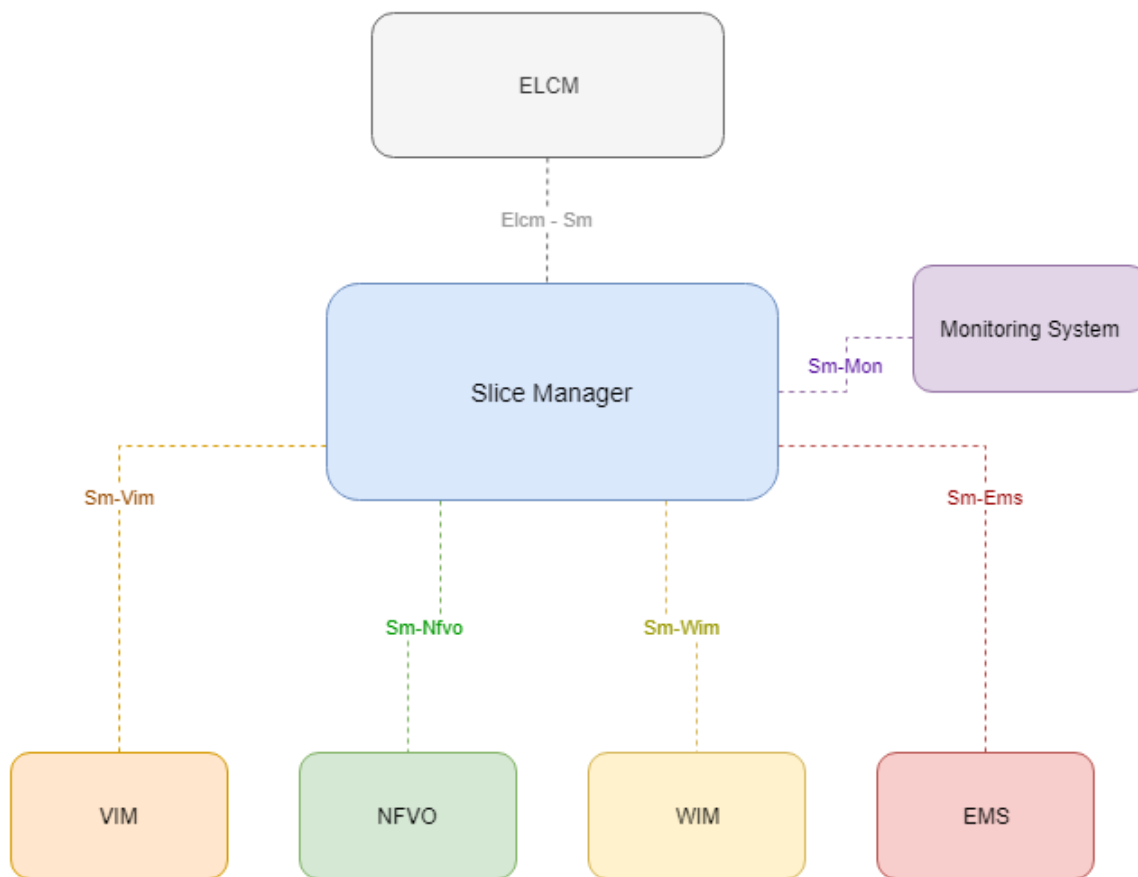 ELCM
Elcm - Sm
Monitoring System
Sm-Mon
Slice Manager
Sm-Vim
Sm-Ems
Sm-Nfvo
Sm-Wim
VIM
NFVO
WIM
EMS